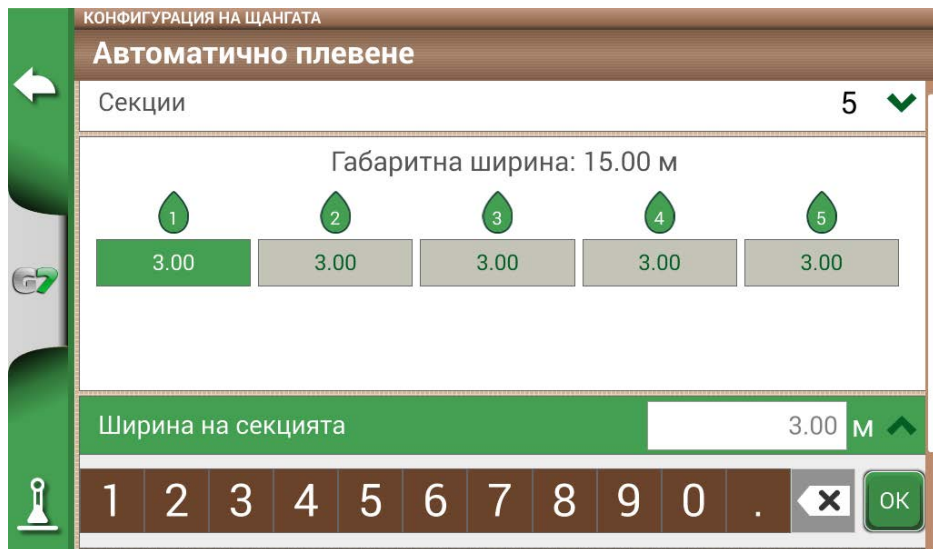 КОНФИГУРАЦИЯ НА ЩАНГАТА
Автоматично плевене
Секции 5
Габаритна ширина: 15.00 м
1 2 3 4 5
3.00 3.00 3.00 3.00 3.00
G7
Ширина на секцията 3.00 м
1 2 3 4 5 6 7 8 9 0 . ОК